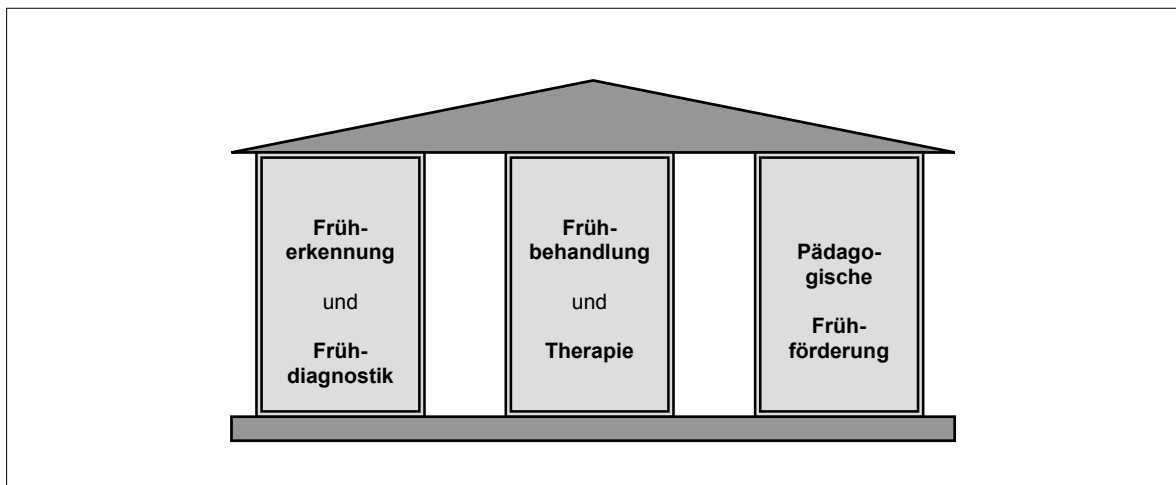 Früh-
erkennung
und
Früh-
diagnostik
Früh-
behandlung
und
Therapie
Pädago-
gische
Früh-
förderung